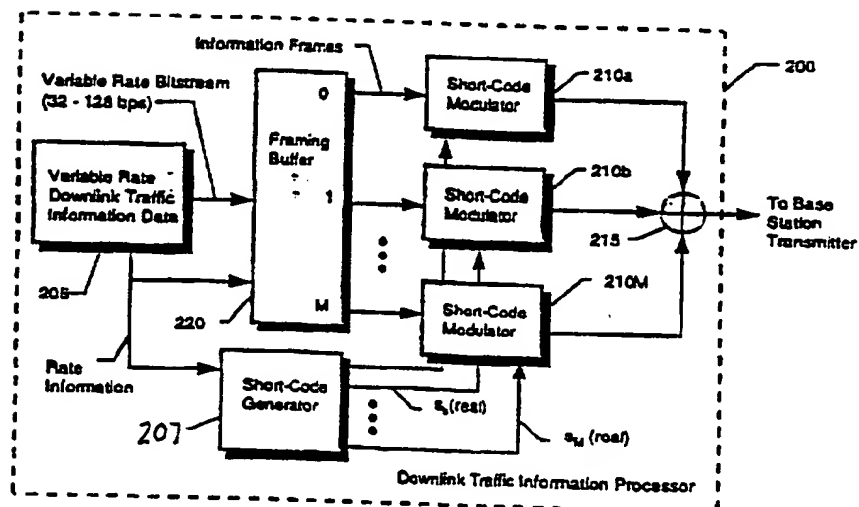 Information Frames
Variable Rate Bitstream
(32 - 128 bps)
0
Short-Code
Modulator
210a
200
Framing
Buffer
Variable Rate
Downlink Traffic
Information Data
1
Short-Code
Modulator
210b
To Base
Station
Transmitter
215
205
220
M
Short-Code
Modulator
210M
Rate
Information
Short-Code
Generator
207
(real)
sM (real)
Downlink Traffic Information Processor